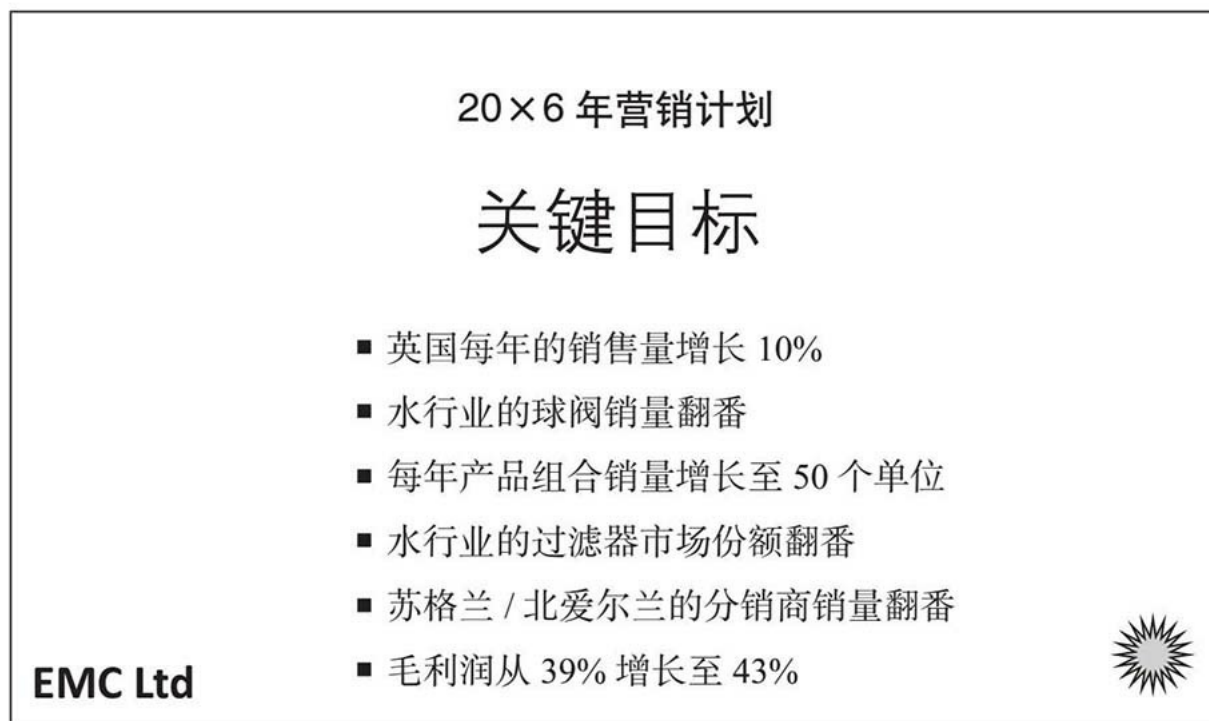 20×6 年营销计划
关键目标
■ 英国每年的销售量增长 10%
■ 水行业的球阀销量翻番
■ 每年产品组合销量增长至 50 个单位
■ 水行业的过滤器市场份额翻番
■ 苏格兰 / 北爱尔兰的分销商销量翻番
■ 毛利润从 39% 增长至 43%
EMC Ltd